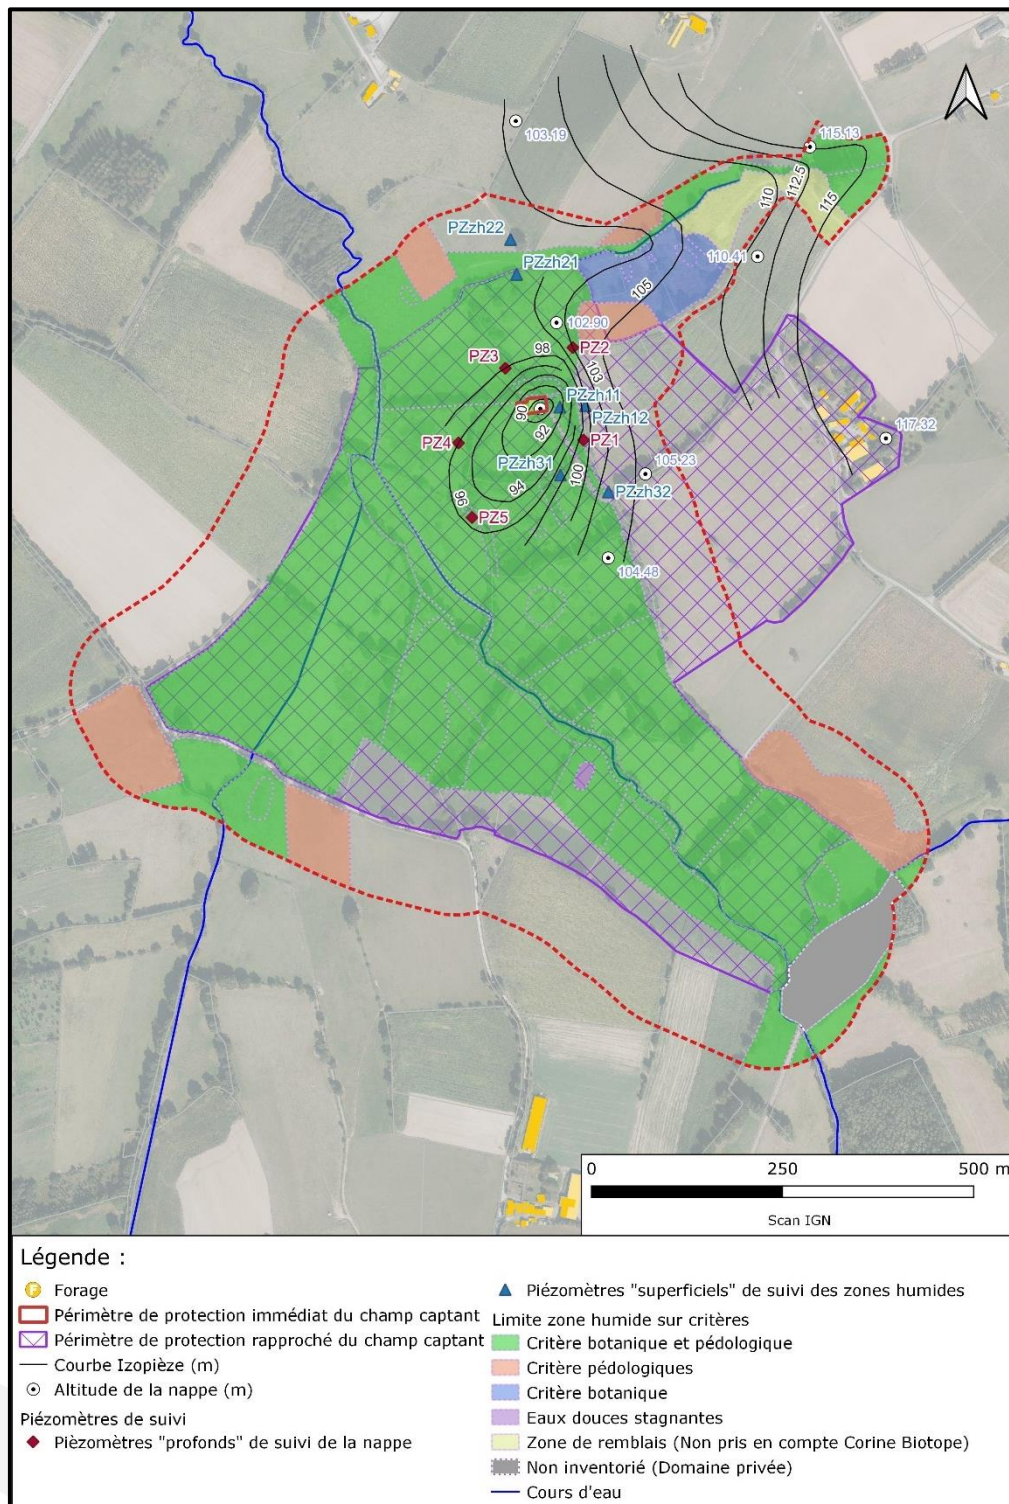 103.19
115.13
110
112.5
115
PZzh22
PZzh21
110.41
105
102.90
98
PZ2
PZ3
103
90
PZzh11
PZzh12
117.32
92
PZ4
PZ1
PZzh31
105.23
94
100
PZzh32
96
PZ5
104.48
0 250 500 m
Scan IGN
Légende :
F Forage
Périmètre de protection immédiat du champ captant
Périmètre de protection rapproché du champ captant
Courbe Izopièze (m)
Altitude de la nappe (m)
Piézomètres de suivi
Pièzomètres "profonds" de suivi de la nappe
Piézomètres "superficiels" de suivi des zones humides
Limite zone humide sur critères
Critère botanique et pédologique
Critère pédologiques
Critère botanique
Eaux douces stagnantes
Zone de remblais (Non pris en compte Corine Biotope)
Non inventorié (Domaine privée)
Cours d'eau